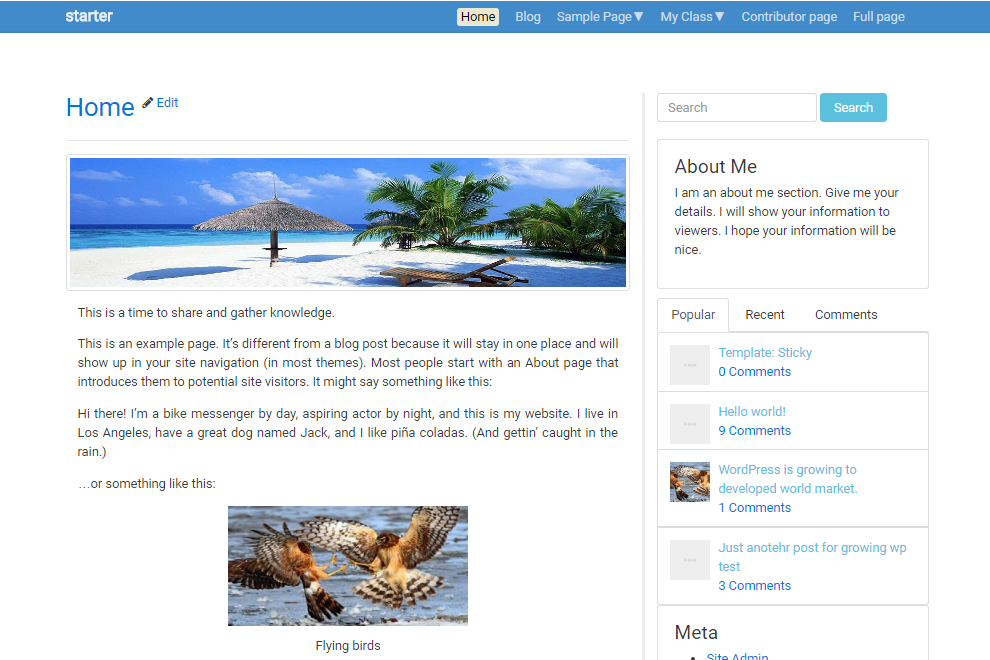 starter
Home Blog Sample Page▼ My Class▼ Contributor page Full page
Home Edit
This is a time to share and gather knowledge.
This is an example page. It’s different from a blog post because it will stay in one place and will
show up in your site navigation (in most themes). Most people start with an About page that
introduces them to potential site visitors. It might say something like this:
Hi there! I’m a bike messenger by day, aspiring actor by night, and this is my website. I live in
Los Angeles, have a great dog named Jack, and I like piña coladas. (And gettin’ caught in the
rain.)
…or something like this:
Flying birds
Search Search
About Me
I am an about me section. Give me your
details. I will show your information to
viewers. I hope your information will be
nice.
Popular Recent Comments
Template: Sticky
0 Comments
Hello world!
9 Comments
WordPress is growing to
developed world market.
1 Comments
Just anotehr post for growing wp
test
3 Comments
Meta
Site Admin